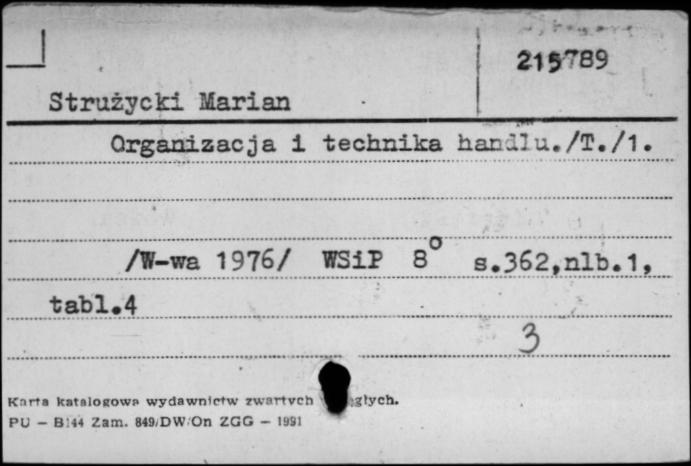 215789
Strużycki Marian
Organizacja i technika handlu./T./1.
/W-wa 1976/ WSiP 8° s.362,nlb.1,
tabl.4
3
Karta katalogowa wydawnictw zwartych
PU — B144 Zam. 849/DW/On ZGG — 1991